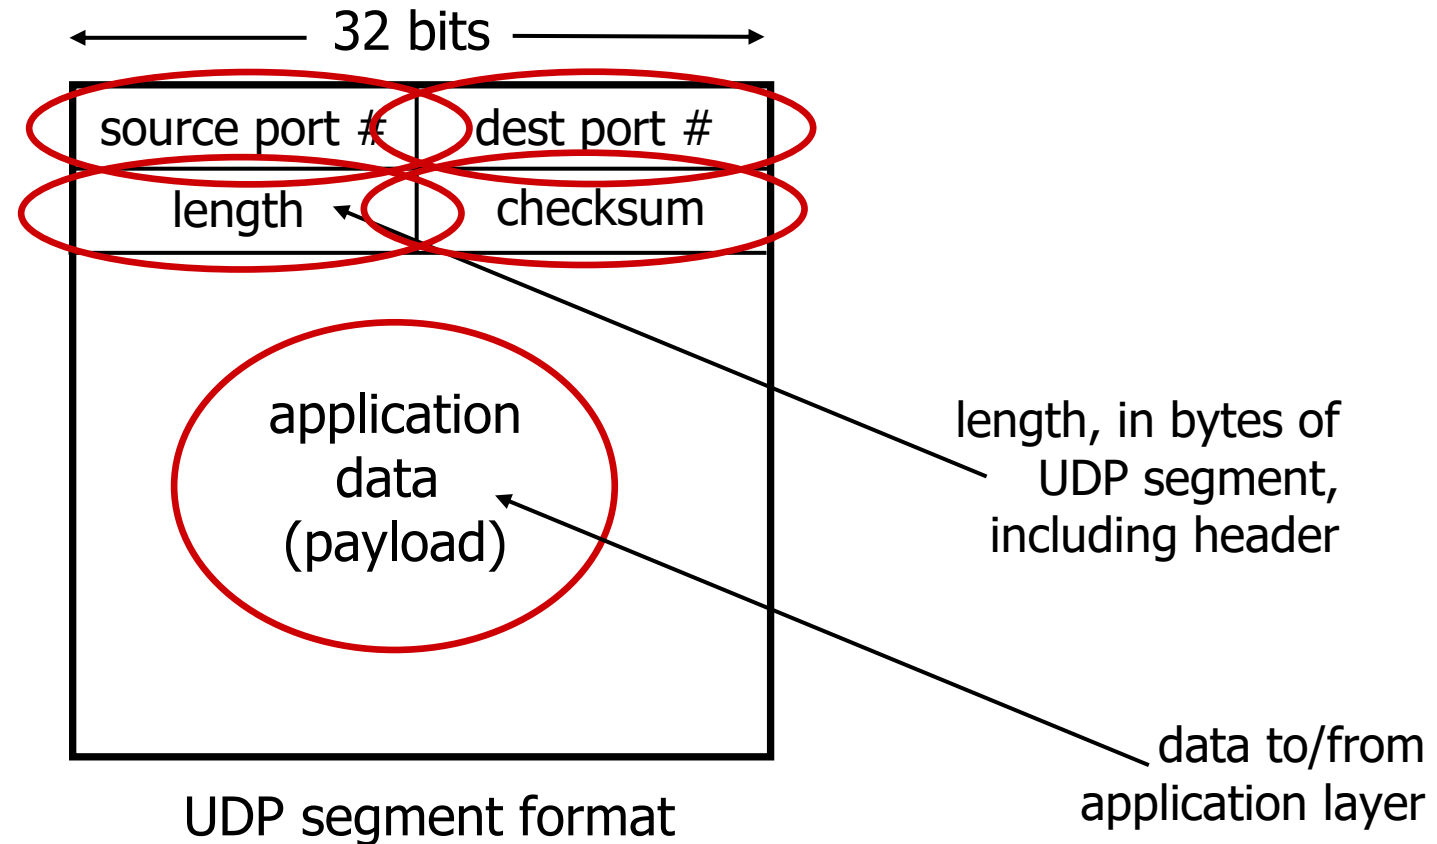 32 bits
source port #
dest port #
length
checksum
application
data
(payload)
length, in bytes of
UDP segment,
including header
data to/from
application layer
UDP segment format